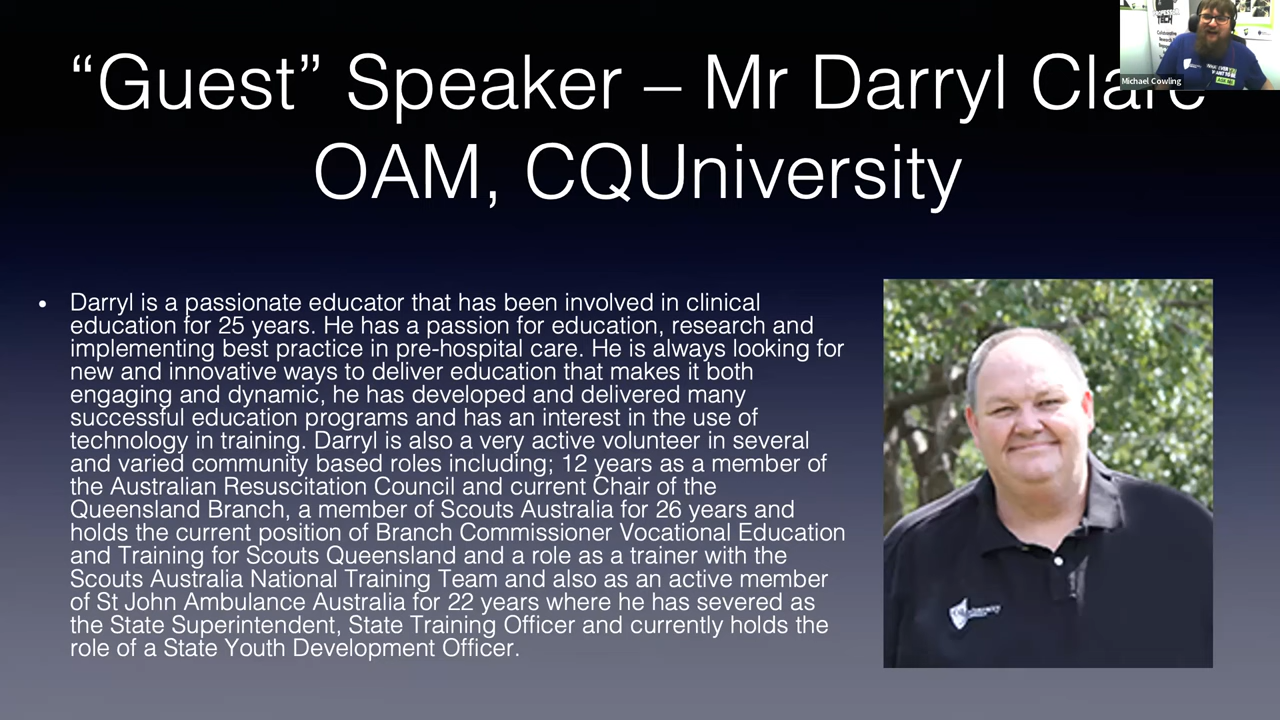 “Guest” Speaker – Mr Darryl Clare
OAM, CQUniversity
Michael Cowling
• Darryl is a passionate educator that has been involved in clinical
education for 25 years. He has a passion for education, research and
implementing best practice in pre-hospital care. He is always looking for
new and innovative ways to deliver education that makes it both
engaging and dynamic, he has developed and delivered many
successful education programs and has an interest in the use of
technology in training. Darryl is also a very active volunteer in several
and varied community based roles including; 12 years as a member of
the Australian Resuscitation Council and current Chair of the
Queensland Branch, a member of Scouts Australia for 26 years and
holds the current position of Branch Commissioner Vocational Education
and Training for Scouts Queensland and a role as a trainer with the
Scouts Australia National Training Team and also as an active member
of St John Ambulance Australia for 22 years where he has severed as
the State Superintendent, State Training Officer and currently holds the
role of a State Youth Development Officer.